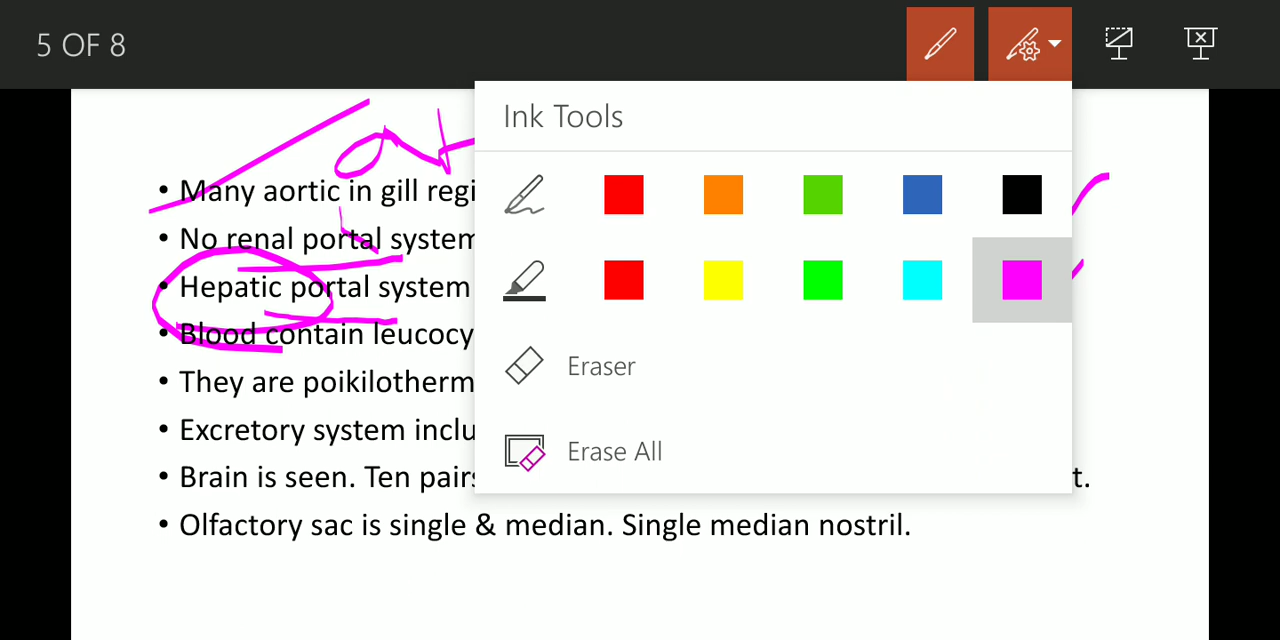 5 OF 8
Ink Tools
Eraser
Erase All
• Many aortic in gill regi
• No renal portal system
• Hepatic portal system
• Blood contain leucocy
• They are poikilotherm
• Excretory system inclu
• Brain is seen. Ten pairs t.
• Olfactory sac is single & median. Single median nostril.